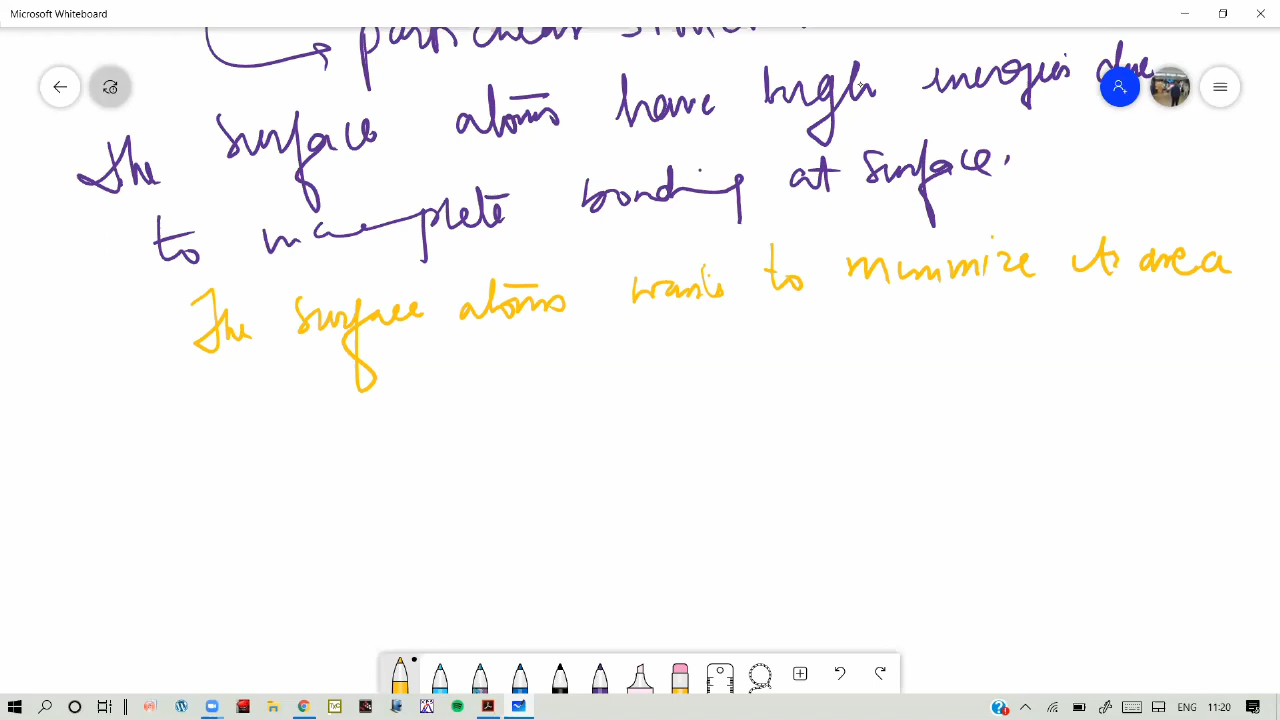 Microsoft Whiteboard
particular
The surface atoms have high energies due
to incomplete bonding at surface.
The surface atoms wants to minimize its area
ENG
11:20